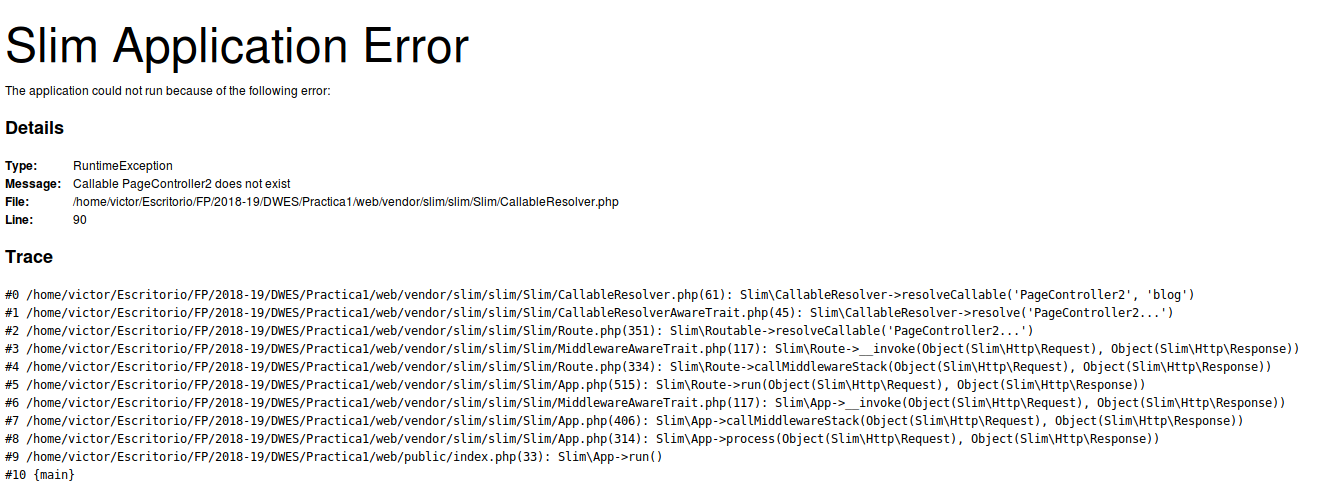 Slim Application Error
The application could not run because of the following error:
Details
Type: RuntimeException
Message: Callable PageController2 does not exist
File: /home/victor/Escritorio/FP/2018-19/DWES/Practica1/web/vendor/slim/slim/Slim/CallableResolver.php
Line: 90
Trace
#0 /home/victor/Escritorio/FP/2018-19/DWES/Practica1/web/vendor/slim/slim/Slim/CallableResolver.php(61): Slim\CallableResolver->resolveCallable('PageController2', 'blog')
#1 /home/victor/Escritorio/FP/2018-19/DWES/Practica1/web/vendor/slim/slim/Slim/CallableResolverAwareTrait.php(45): Slim\CallableResolver->resolve('PageController2...')
#2 /home/victor/Escritorio/FP/2018-19/DWES/Practica1/web/vendor/slim/slim/Slim/Route.php(351): Slim\Routable->resolveCallable('PageController2...')
#3 /home/victor/Escritorio/FP/2018-19/DWES/Practica1/web/vendor/slim/slim/Slim/MiddlewareAwareTrait.php(117): Slim\Route->__invoke(Object(Slim\Http\Request), Object(Slim\Http\Response))
#4 /home/victor/Escritorio/FP/2018-19/DWES/Practica1/web/vendor/slim/slim/Slim/Route.php(334): Slim\Route->callMiddlewareStack(Object(Slim\Http\Request), Object(Slim\Http\Response))
#5 /home/victor/Escritorio/FP/2018-19/DWES/Practica1/web/vendor/slim/slim/Slim/App.php(515): Slim\Route->run(Object(Slim\Http\Request), Object(Slim\Http\Response))
#6 /home/victor/Escritorio/FP/2018-19/DWES/Practica1/web/vendor/slim/slim/Slim/MiddlewareAwareTrait.php(117): Slim\App->__invoke(Object(Slim\Http\Request), Object(Slim\Http\Response))
#7 /home/victor/Escritorio/FP/2018-19/DWES/Practica1/web/vendor/slim/slim/Slim/App.php(406): Slim\App->callMiddlewareStack(Object(Slim\Http\Request), Object(Slim\Http\Response))
#8 /home/victor/Escritorio/FP/2018-19/DWES/Practica1/web/vendor/slim/slim/Slim/App.php(314): Slim\App->process(Object(Slim\Http\Request), Object(Slim\Http\Response))
#9 /home/victor/Escritorio/FP/2018-19/DWES/Practica1/web/public/index.php(33): Slim\App->run()
#10 {main}